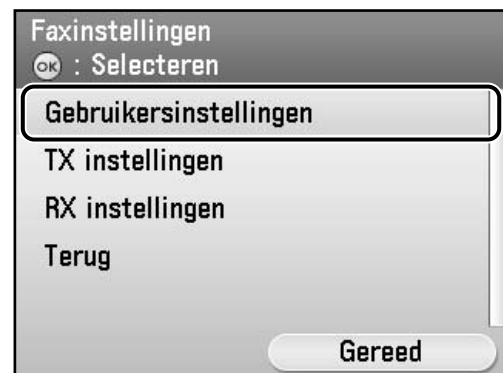 Faxinstellingen
OK : Selecteren
Gebruikersinstellingen
TX instellingen
RX instellingen
Terug
Gereed